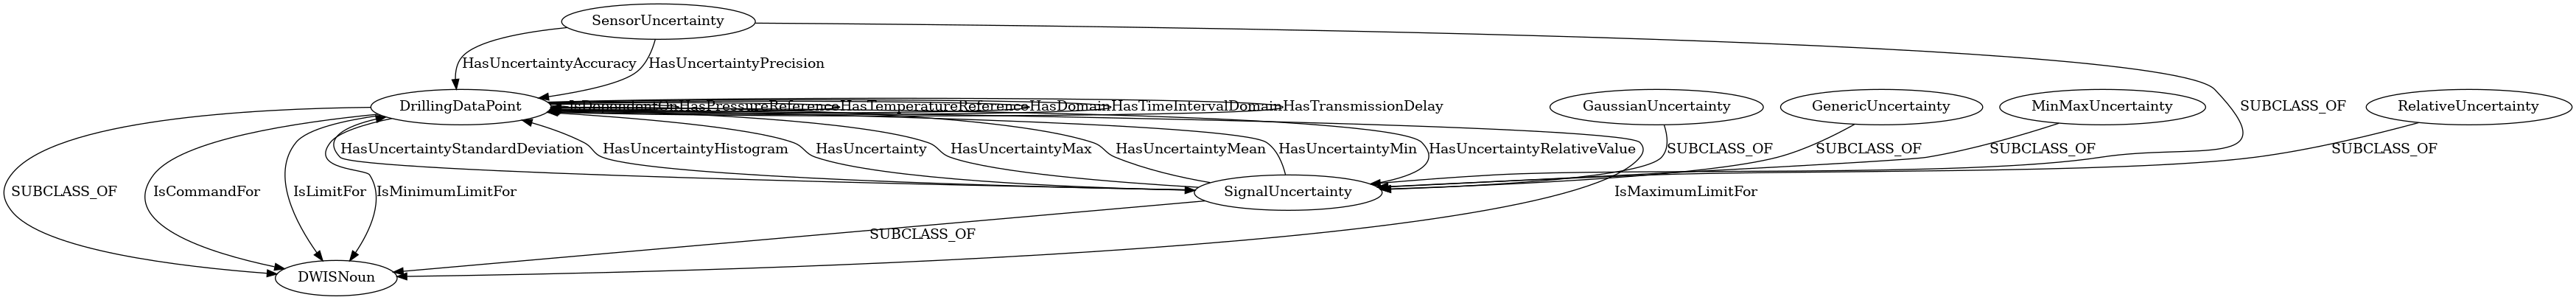 SensorUncertainty
HasUncertaintyAccuracy
HasUncertaintyPrecision
DrillingDataPoint
IsDependentOn
HasPressureReference
HasTemperatureReference
HasDomain
HasTimeIntervalDomain
HasTransmissionDelay
GaussianUncertainty
GenericUncertainty
MinMaxUncertainty
SUBCLASS_OF
RelativeUncertainty
HasUncertaintyStandardDeviation
HasUncertaintyHistogram
HasUncertainty
HasUncertaintyMax
HasUncertaintyMean
HasUncertaintyMin
HasUncertaintyRelativeValue
SUBCLASS_OF
SUBCLASS_OF
SUBCLASS_OF
SUBCLASS_OF
SUBCLASS_OF
IsCommandFor
IsLimitFor
IsMinimumLimitFor
SignalUncertainty
IsMaximumLimitFor
SUBCLASS_OF
DWISNoun